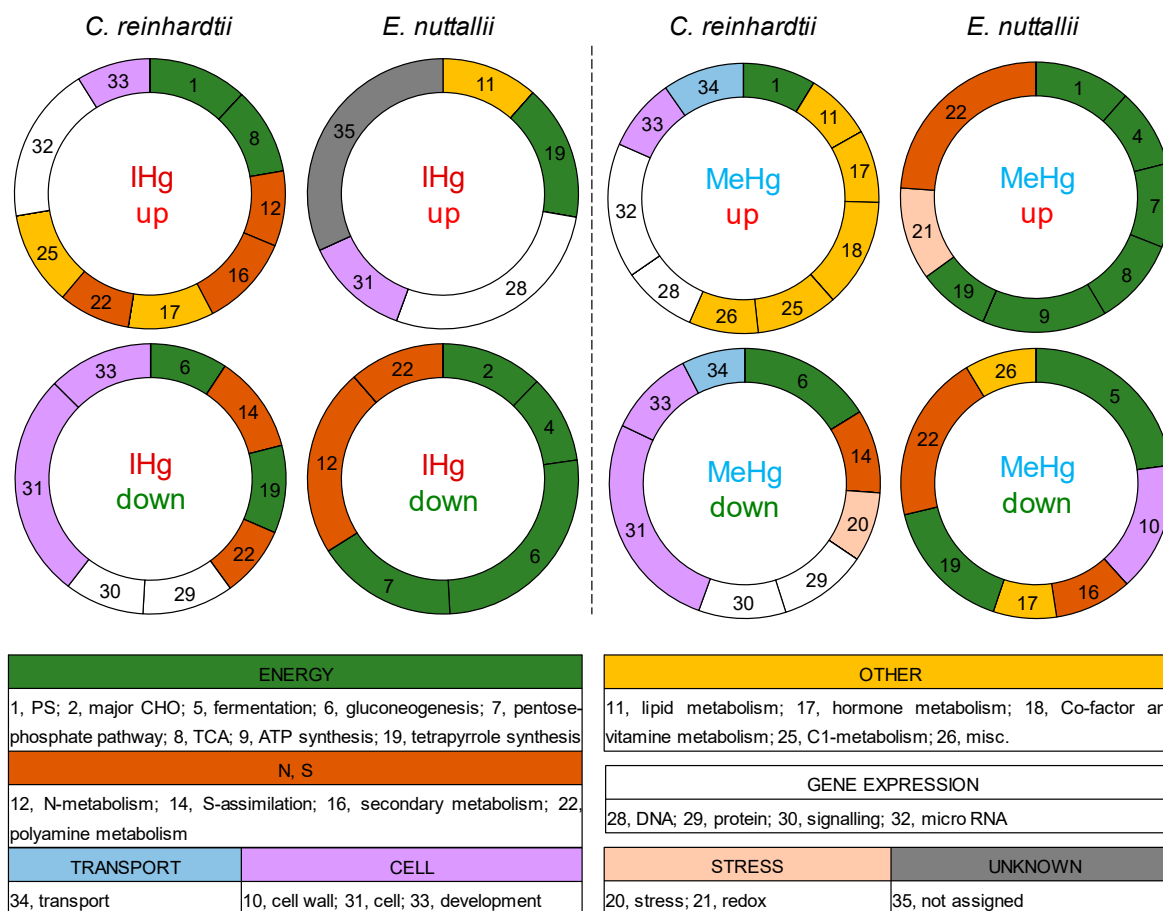 C. reinhardtii
E. nuttallii
C. reinhardtii
E. nuttallii
33 1 8 12 16 17 22 25 32
IHg
up
11 19 28 31 35
IHg
up
34 1 11 17 18 25 26 28 32 33
MeHg
up
22 1 4 7 8 9 19 21
MeHg
up
33 6 14 19 22 29 30 31
IHg
down
22 2 4 6 7 12
IHg
down
34 6 14 20 29 30 31 33
MeHg
down
26 5 10 16 17 19 22
MeHg
down
ENERGY
1, PS; 2, major CHO; 5, fermentation; 6, gluconeogenesis; 7, pentose-
phosphate pathway; 8, TCA; 9, ATP synthesis; 19, tetrapyrrole synthesis
N, S
12, N-metabolism; 14, S-assimilation; 16, secondary metabolism; 22,
polyamine metabolism
TRANSPORT
CELL
34, transport
10, cell wall; 31, cell; 33, development
OTHER
11, lipid metabolism; 17, hormone metabolism; 18, Co-factor an
vitamine metabolism; 25, C1-metabolism; 26, misc.
GENE EXPRESSION
28, DNA; 29, protein; 30, signalling; 32, micro RNA
STRESS
UNKNOWN
20, stress; 21, redox
35, not assigned